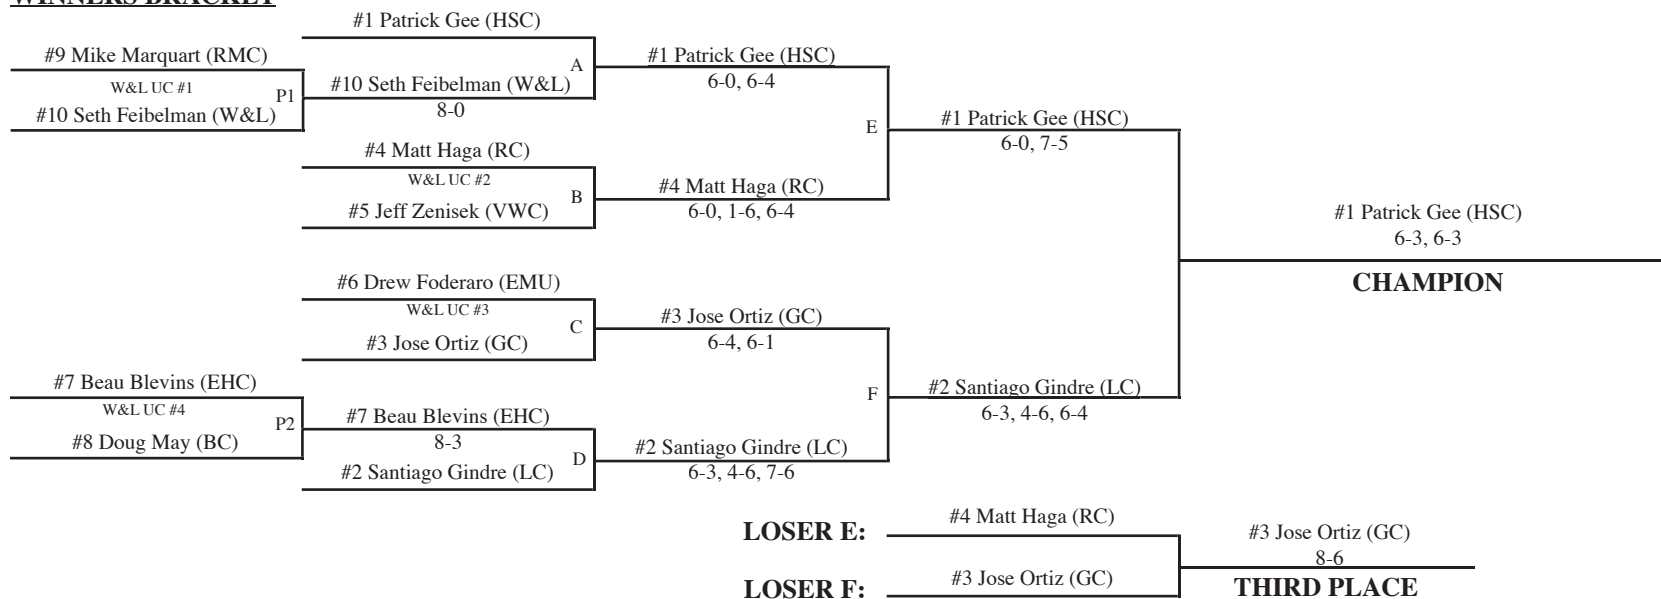 WINNERS BRACKET
#1 Patrick Gee (HSC)
#9 Mike Marquart (RMC)
W&L UC #1
P1
#10 Seth Feibelman (W&L)
A
#10 Seth Feibelman (W&L)
8-0
#1 Patrick Gee (HSC)
6-0, 6-4
E
#1 Patrick Gee (HSC)
6-0, 7-5
#4 Matt Haga (RC)
W&L UC #2
B
#5 Jeff Zenisek (VWC)
#4 Matt Haga (RC)
6-0, 1-6, 6-4
#1 Patrick Gee (HSC)
6-3, 6-3
CHAMPION
#6 Drew Foderaro (EMU)
W&L UC #3
C
#3 Jose Ortiz (GC)
#3 Jose Ortiz (GC)
6-4, 6-1
F
#2 Santiago Gindre (LC)
6-3, 4-6, 6-4
#7 Beau Blevins (EHC)
W&L UC #4
P2
#8 Doug May (BC)
#7 Beau Blevins (EHC)
8-3
D
#2 Santiago Gindre (LC)
#2 Santiago Gindre (LC)
6-3, 4-6, 7-6
LOSER E:
#4 Matt Haga (RC)
#3 Jose Ortiz (GC)
8-6
LOSER F:
#3 Jose Ortiz (GC)
THIRD PLACE